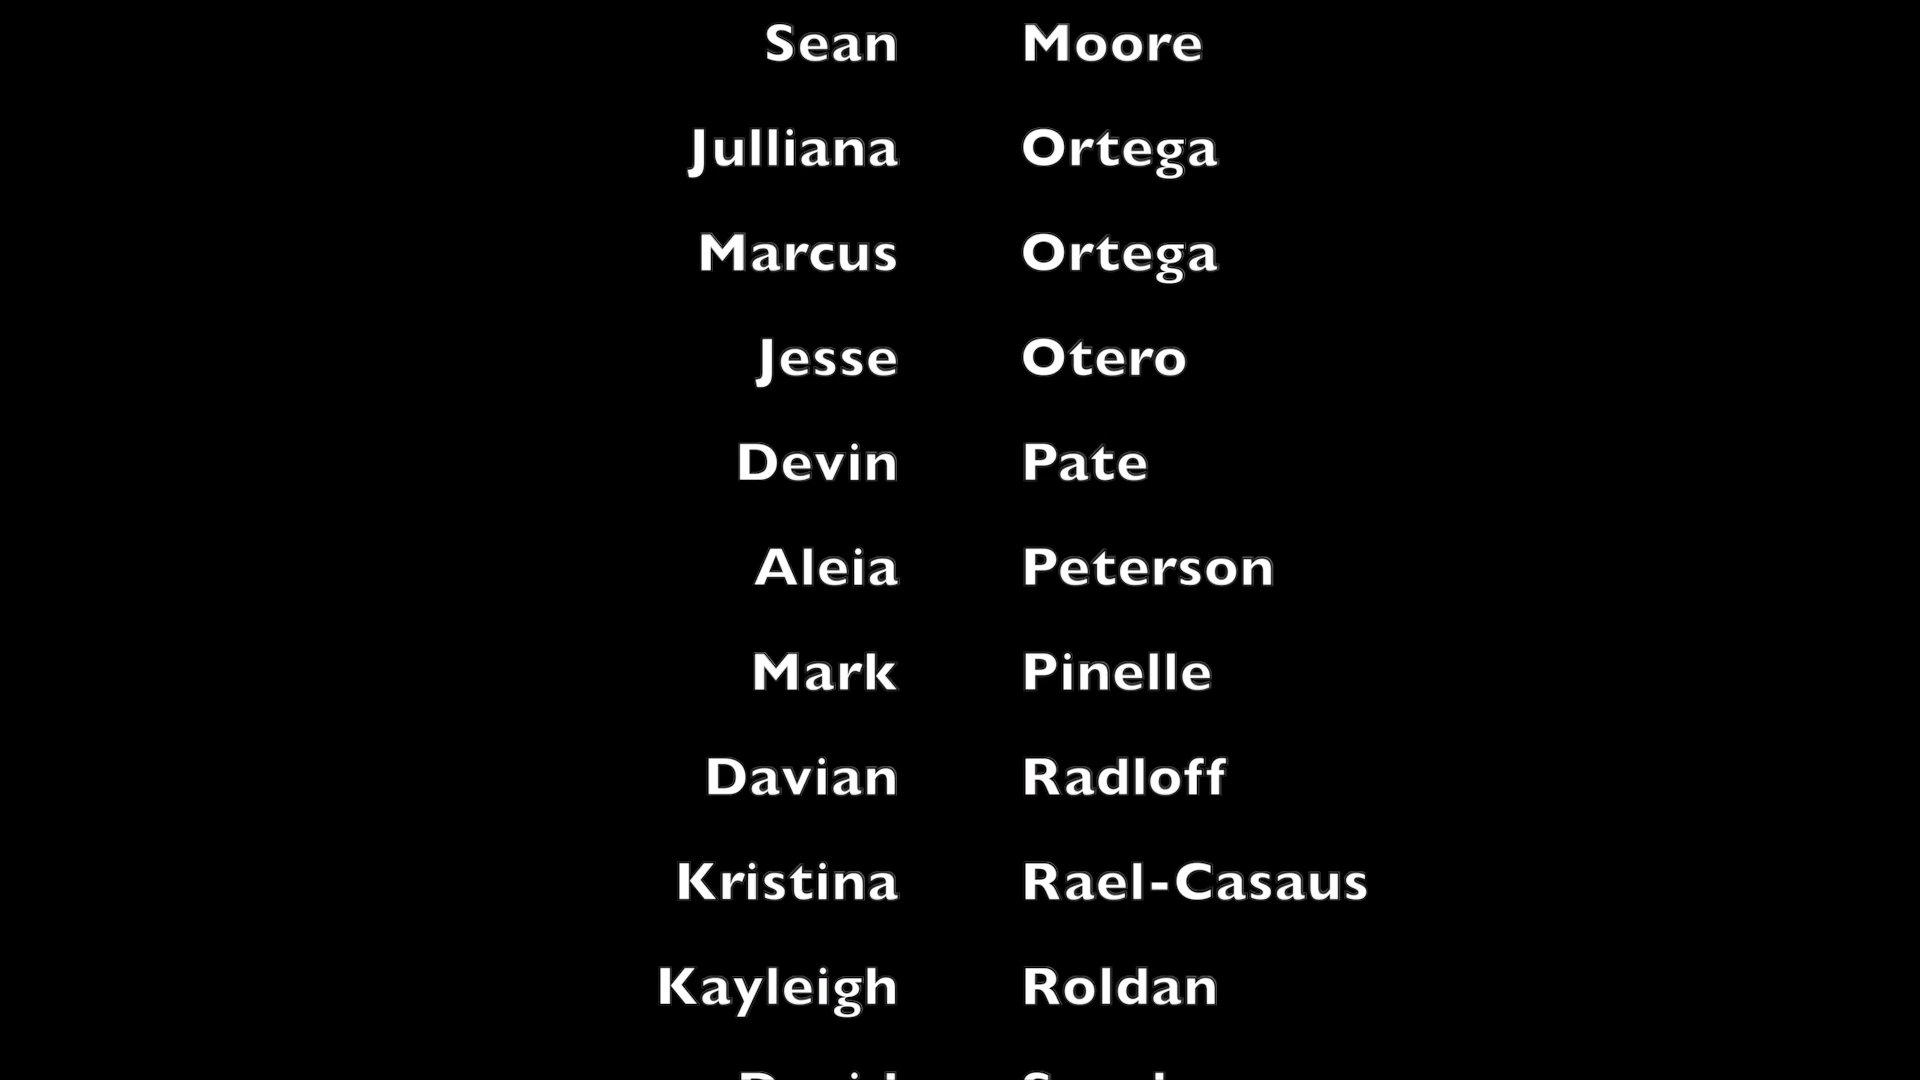 Sean Moore
Julliana Ortega
Marcus Ortega
Jesse Otero
Devin Pate
Aleia Peterson
Mark Pinelle
Davian Radloff
Kristina Rael-Casaus
Kayleigh Roldan